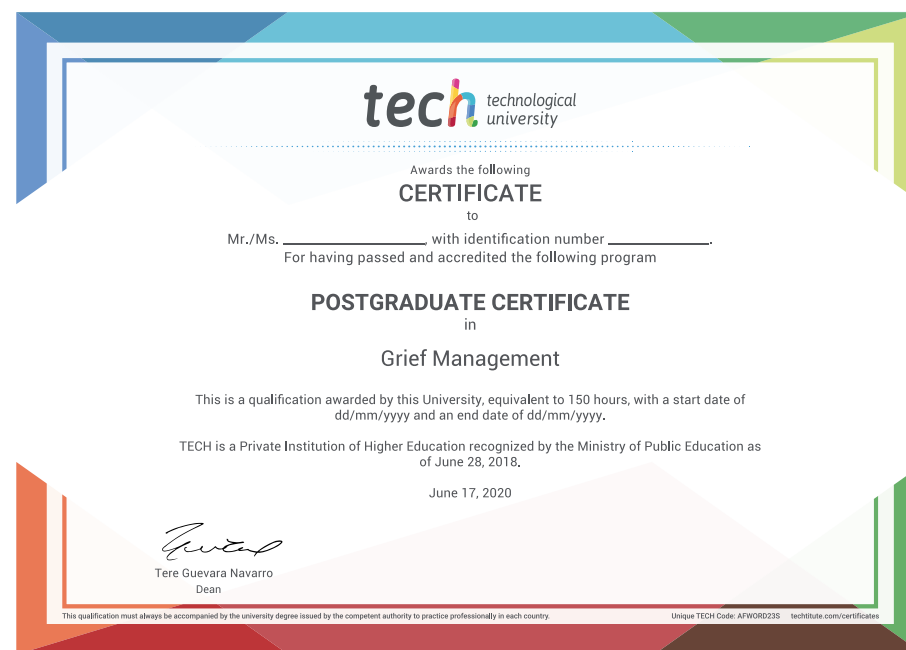 tech technological
university
Awards the following
CERTIFICATE
to
Mr./Ms. ____________________, with identification number ______________.
For having passed and accredited the following program
POSTGRADUATE CERTIFICATE
in
Grief Management
This is a qualification awarded by this University, equivalent to 150 hours, with a start date of
dd/mm/yyyy and an end date of dd/mm/yyyy.
TECH is a Private Institution of Higher Education recognized by the Ministry of Public Education as
of June 28, 2018.
June 17, 2020
Tere Guevara Navarro
Dean
This qualification must always be accompanied by the university degree issued by the competent authority to practice professionally in each country.
Unique TECH Code: AFWORD23S techtitute.com/certificates